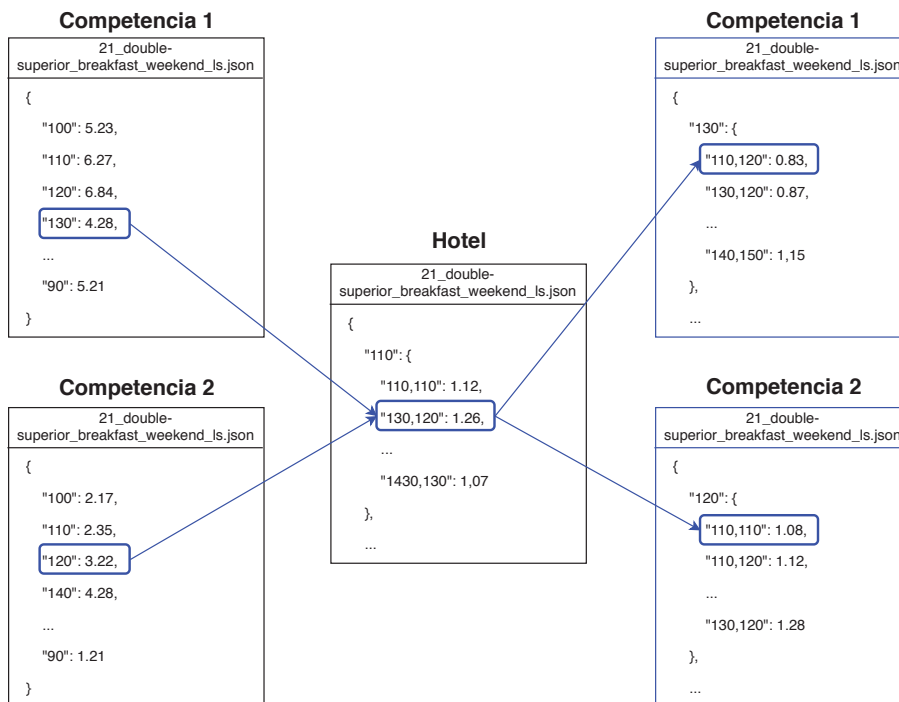 Competencia 1
21_double-
superior_breakfast_weekend_ls.json
{
"100": 5.23,
"110": 6.27,
"120": 6.84,
"130": 4.28,
...
"90": 5.21
}
Competencia 2
21_double-
superior_breakfast_weekend_ls.json
{
"100": 2.17,
"110": 2.35,
"120": 3.22,
"140": 4.28,
...
"90": 1.21
}
Hotel
21_double-
superior_breakfast_weekend_ls.json
{
"110": {
"110,110": 1.12,
"130,120": 1.26,
...
"1430,130": 1,07
},
...
Competencia 1
21_double-
superior_breakfast_weekend_ls.json
{
"130": {
"110,120": 0.83,
"130,120": 0.87,
...
"140,150": 1,15
},
...
Competencia 2
21_double-
superior_breakfast_weekend_ls.json
{
"120": {
"110,110": 1.08,
"110,120": 1.12,
...
"130,120": 1.28
},
...